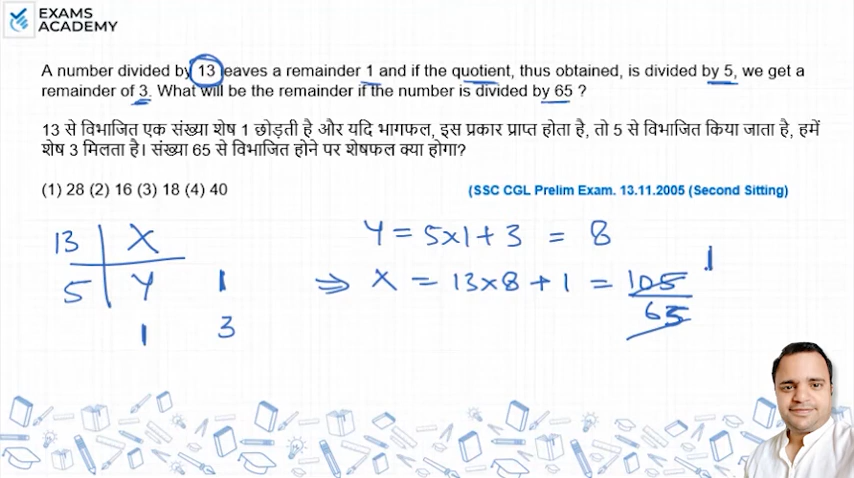 EXAMS
ACADEMY
A number divided by 13 leaves a remainder 1 and if the quotient, thus obtained, is divided by 5, we get a
remainder of 3. What will be the remainder if the number is divided by 65 ?
13 से विभाजित एक संख्या शेष 1 छोड़ती है और यदि भागफल, इस प्रकार प्राप्त होता है, तो 5 से विभाजित किया जाता है, हमें
शेष 3 मिलता है। संख्या 65 से विभाजित होने पर शेषफल क्या होगा?
(1) 28 (2) 16 (3) 18 (4) 40
(SSC CGL Prelim Exam. 13.11.2005 (Second Sitting)
13 X
5 Y 1
1 3
Y = 5x1+3 = 8
⇒ X = 13x8+1 = 105 1
65